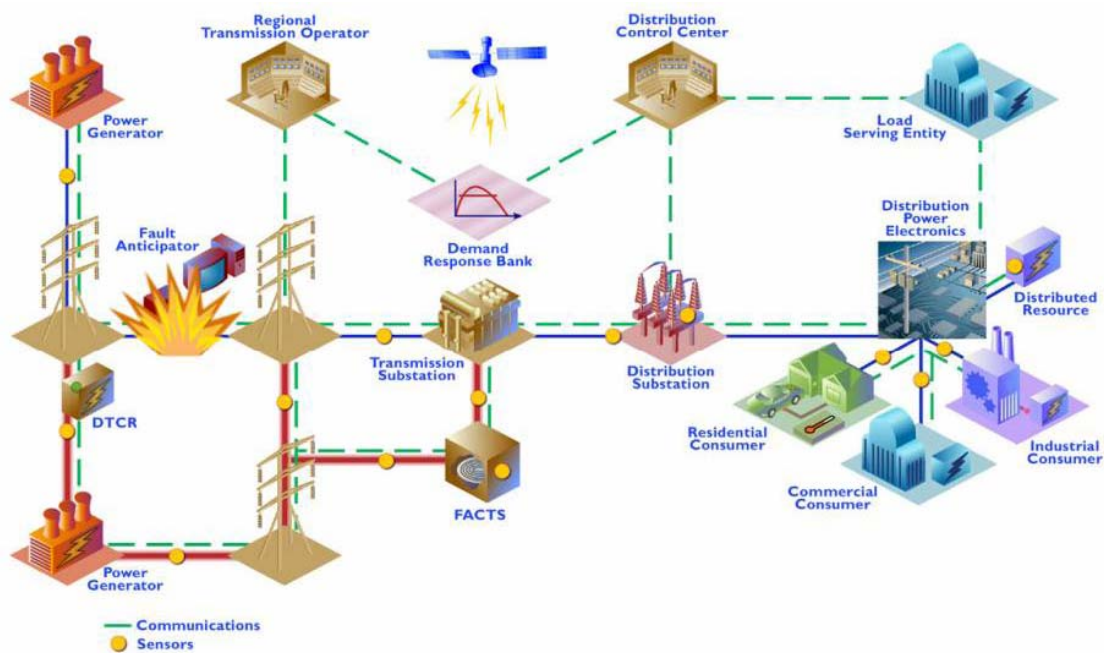 Regional
Transmission Operator
Distribution
Control Center
Power
Generator
Load
Serving Entity
Fault
Anticipator
Demand
Response Bank
Distribution
Power
Electronics
Distributed
Resource
Transmission
Substation
Distribution
Substation
DTCR
Residential
Consumer
Industrial
Consumer
Commercial
Consumer
FACTS
Power
Generator
Communications
Sensors